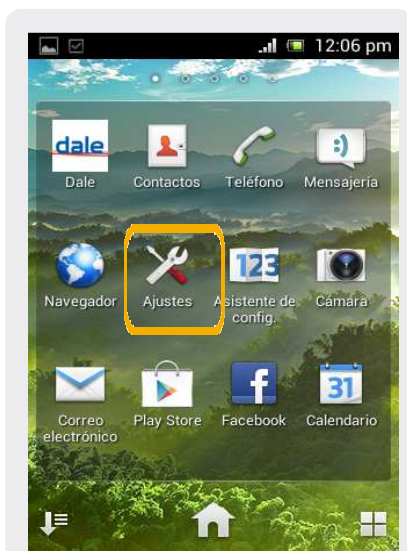 12:06 pm
dale
Dale
Contactos
Teléfono
:)
Mensajería
Navegador
Ajustes
123
Asistente de
config.
Cámara
Correo
electrónico
Play Store
f
Facebook
31
Calendario